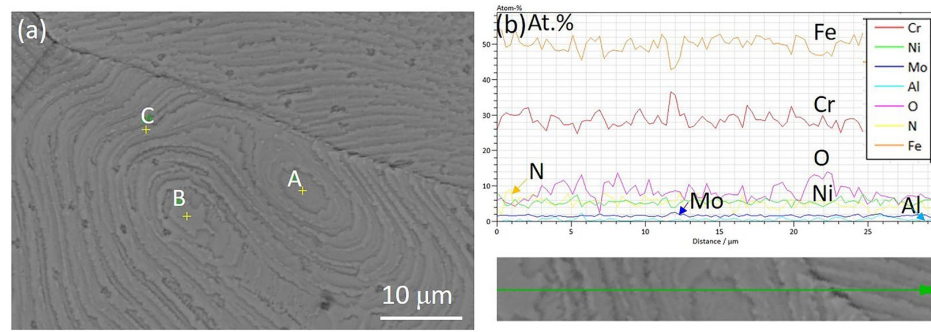 (a)
C
A
B
10 μm
Atom-%
(b) At.%
Fe
Cr
O
N
Ni
Mo
Al
50
40
30
20
10
0
0
5
10
15
20
25
Distance / μm
Cr
Ni
Mo
Al
O
N
Fe